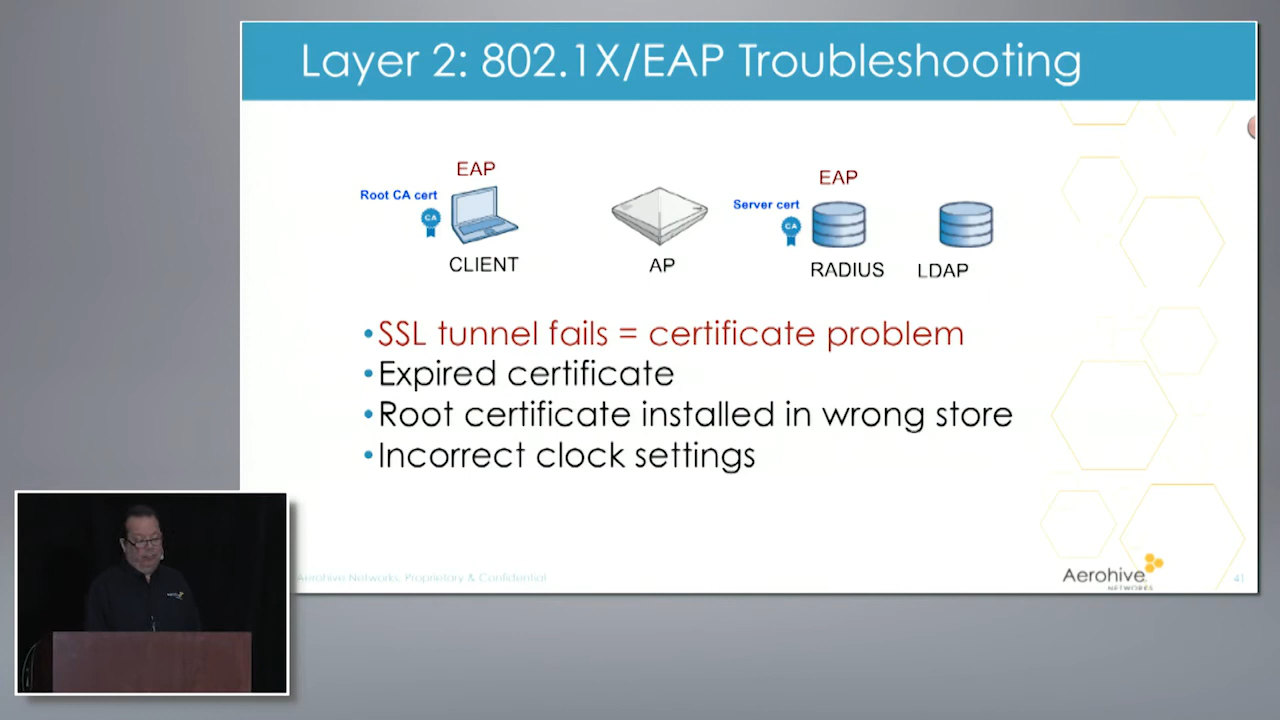 Layer 2: 802.1X/EAP Troubleshooting
EAP
Root CA cert
CA
CLIENT
AP
EAP
Server cert
CA
RADIUS
LDAP
•SSL tunnel fails = certificate problem
•Expired certificate
•Root certificate installed in wrong store
•Incorrect clock settings
Aerohive Networks, Proprietary & Confidential
Aerohive
NETWORKS
41